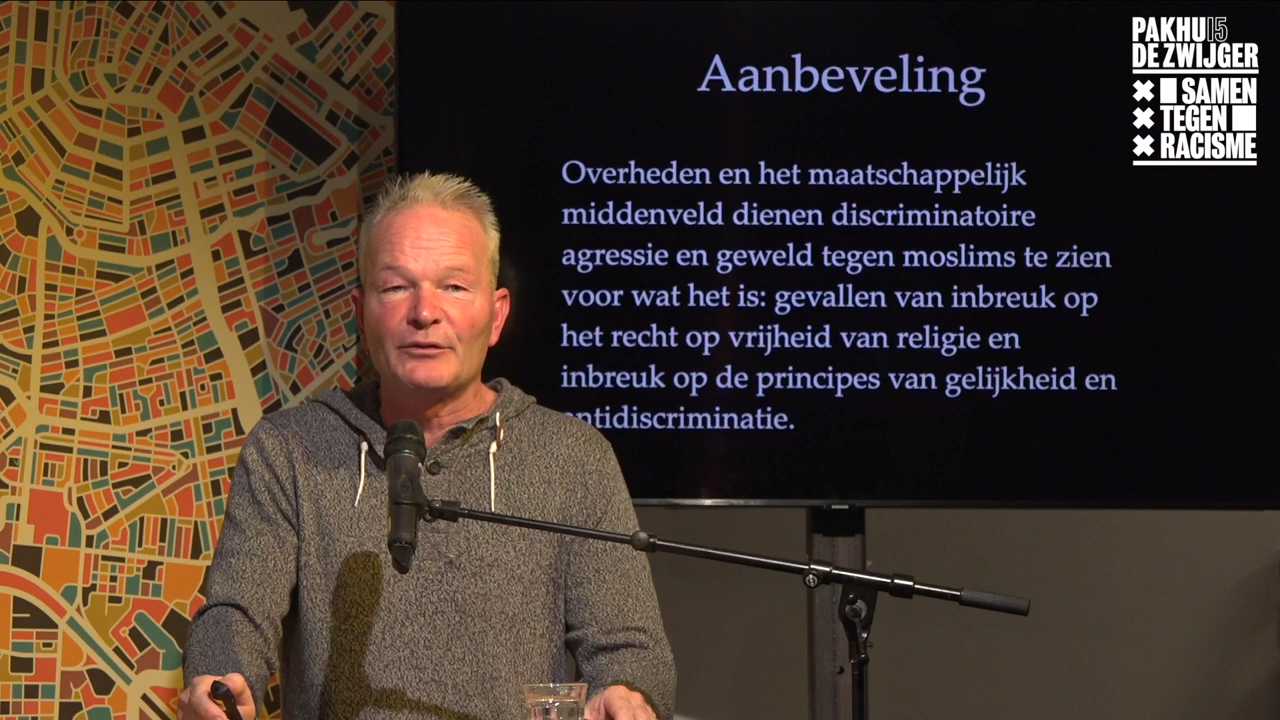 Aanbeveling
Overheden en het maatschappelijk
middenveld dienen discriminatoire
agressie en geweld tegen moslims te zien
voor wat het is: gevallen van inbreuk op
het recht op vrijheid van religie en
inbreuk op de principes van gelijkheid en
antidiscriminatie.
PAKHU15
DE ZWIJGER
SAMEN
TEGEN
RACISME